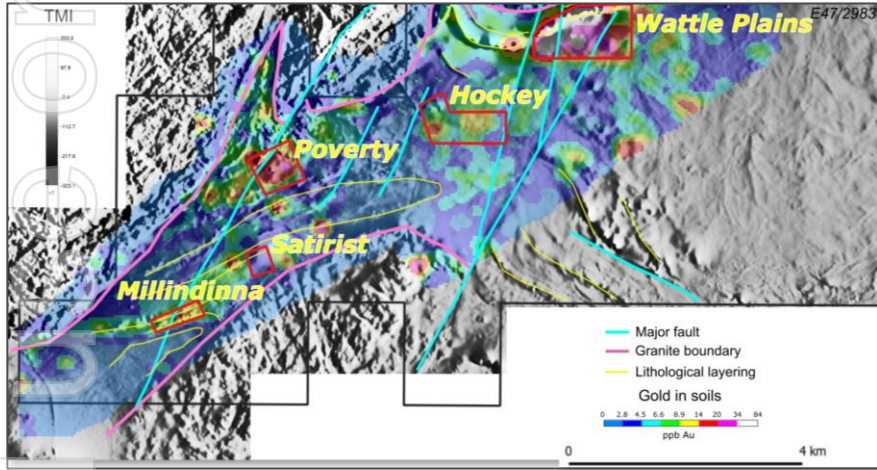 TMI
E47/2983
Wattle Plains
Hockey
Poverty
Satirist
Millindinna
Major fault
Granite boundary
Lithological layering
Gold in soils
0 2.8 4.5 6.6 8.9 14 20 34 84
ppb Au
0 4 km
nT